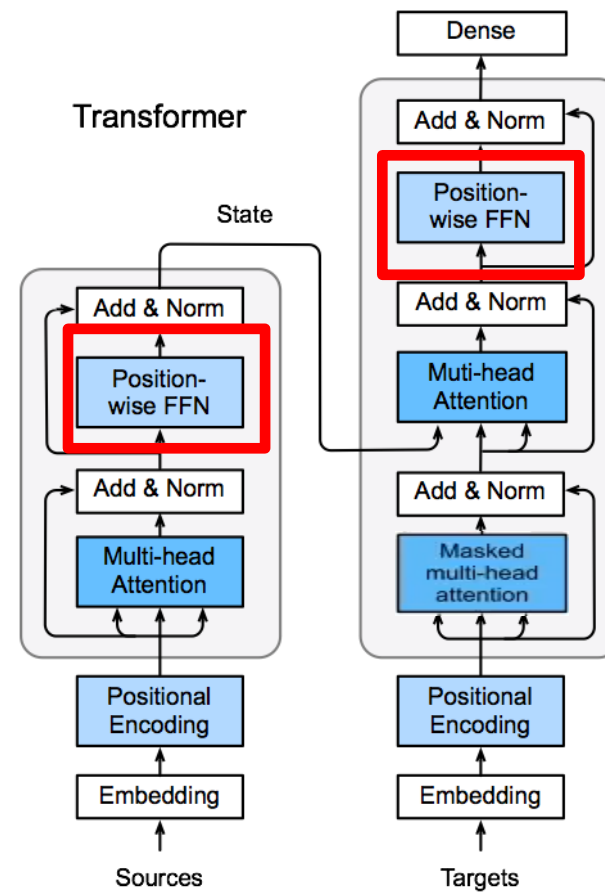 Transformer
State
Add & Norm
Position-
wise FFN
Add & Norm
Multi-head
Attention
Positional
Encoding
Embedding
Sources
Dense
Add & Norm
Position-
wise FFN
Add & Norm
Muti-head
Attention
Add & Norm
Masked
multi-head
attention
Positional
Encoding
Embedding
Targets